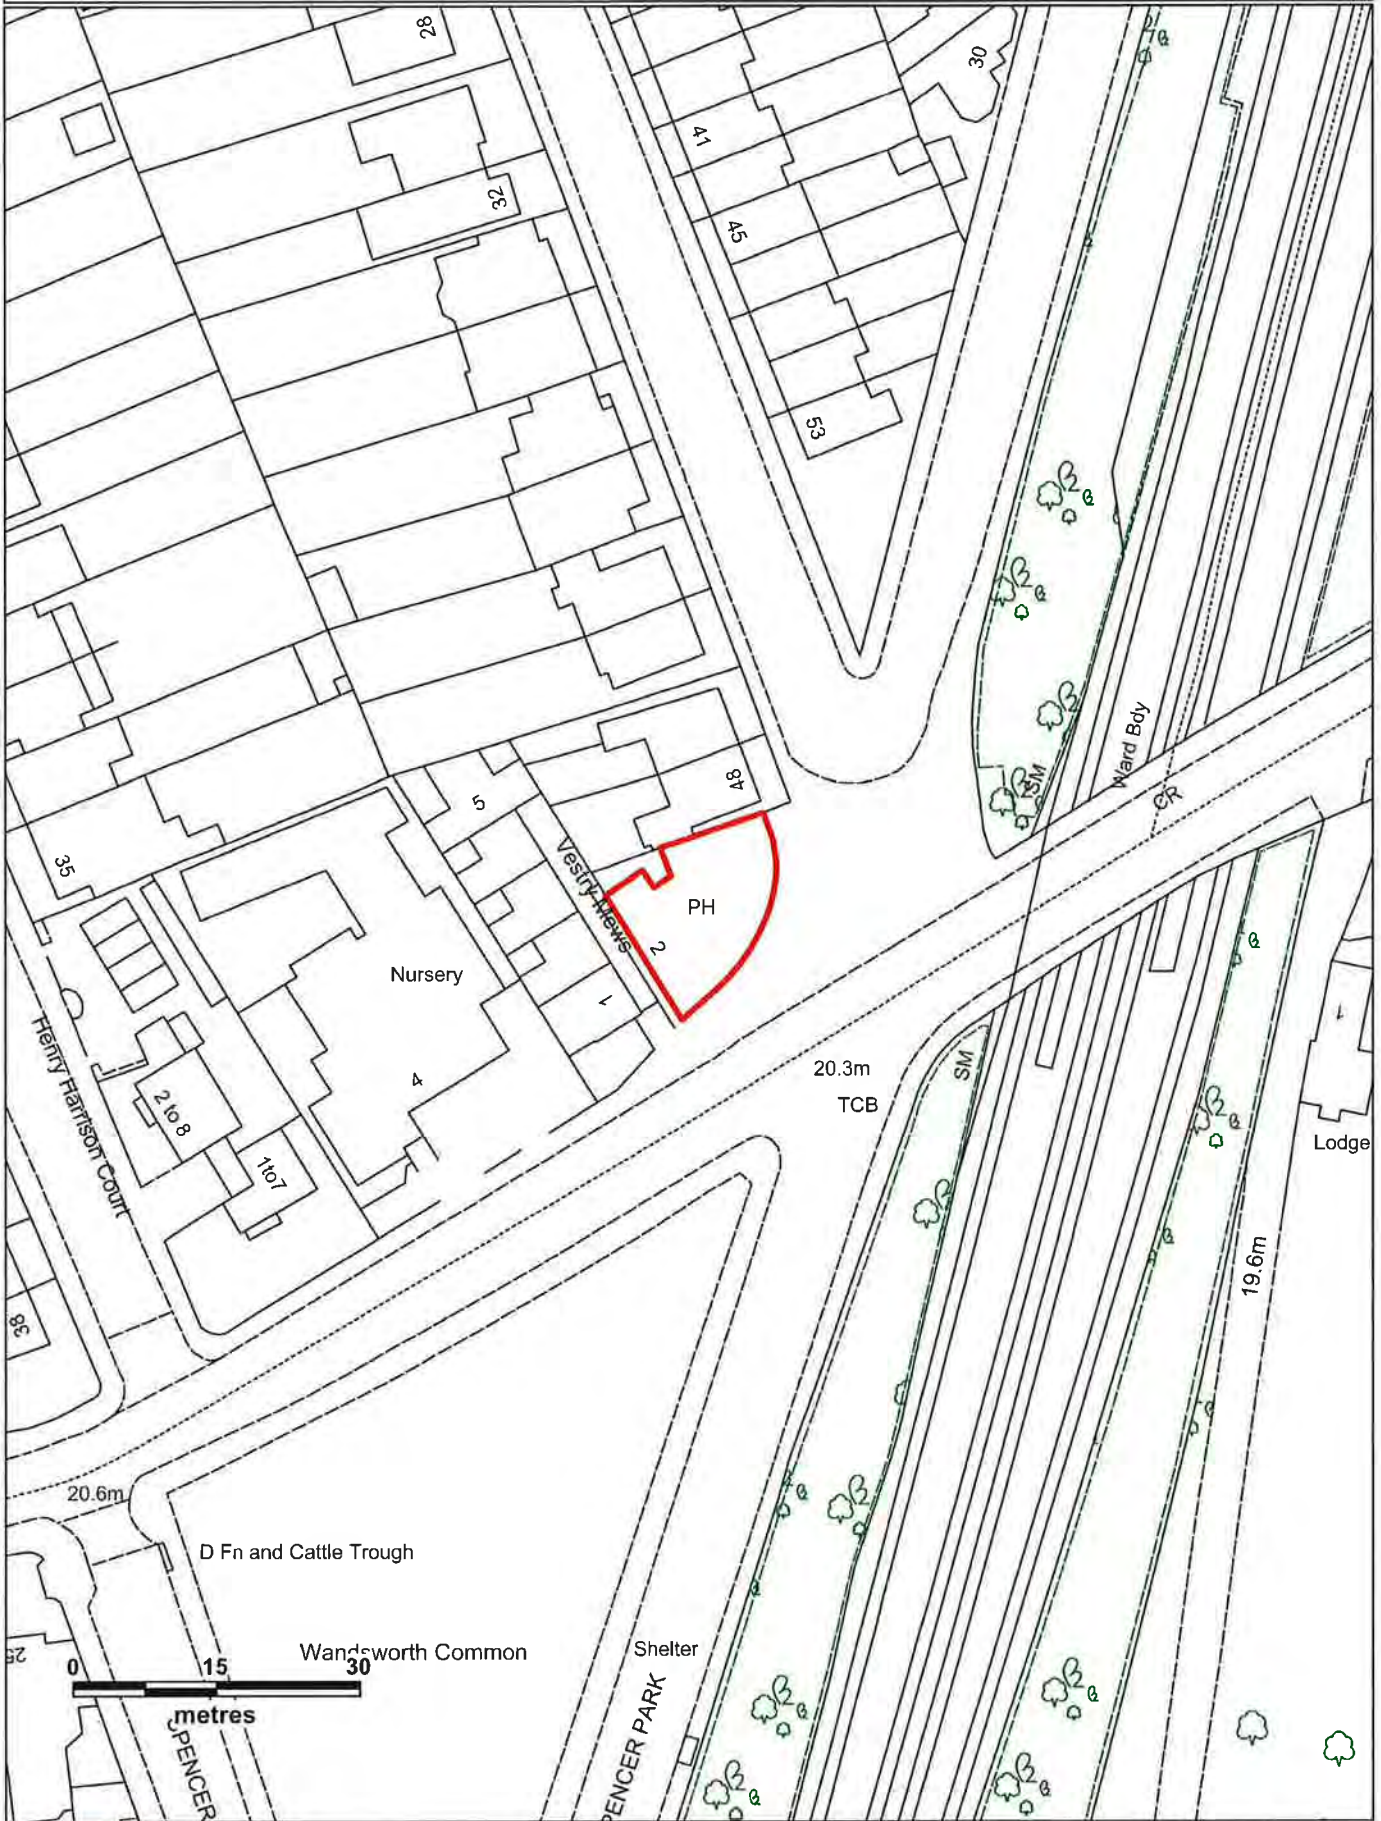 28
30
41
32
45
53
Ward Bdy
SM
CR
48
5
Vestry Mews
35
PH
2
Nursery
1
Henry Harrison Court
20.3m
SM
1
4
TCB
2 to 8
Lodge
1to7
19.6m
38
20.6m
D Fn and Cattle Trough
Wandsworth Common
Shelter
25
0 15 30
metres
SPENCER
SPENCER PARK